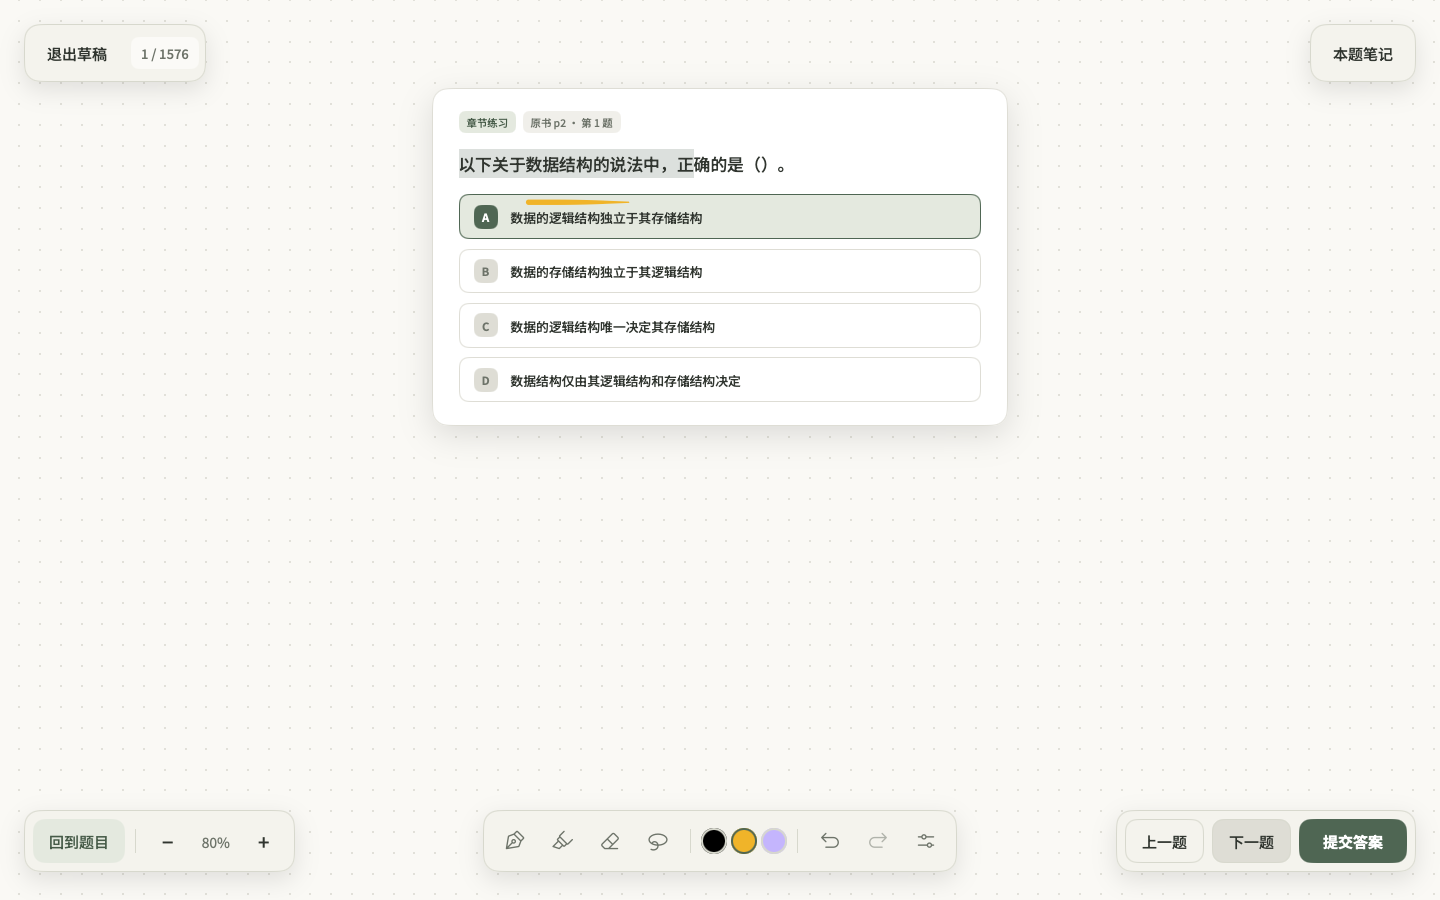 退出草稿 1 / 1576
本题笔记
章节练习 原书 p2 · 第 1 题
以下关于数据结构的说法中，正确的是（）。
A 数据的逻辑结构独立于其存储结构
B 数据的存储结构独立于其逻辑结构
C 数据的逻辑结构唯一决定其存储结构
D 数据结构仅由其逻辑结构和存储结构决定
回到题目 − 80% +
上一题 下一题 提交答案